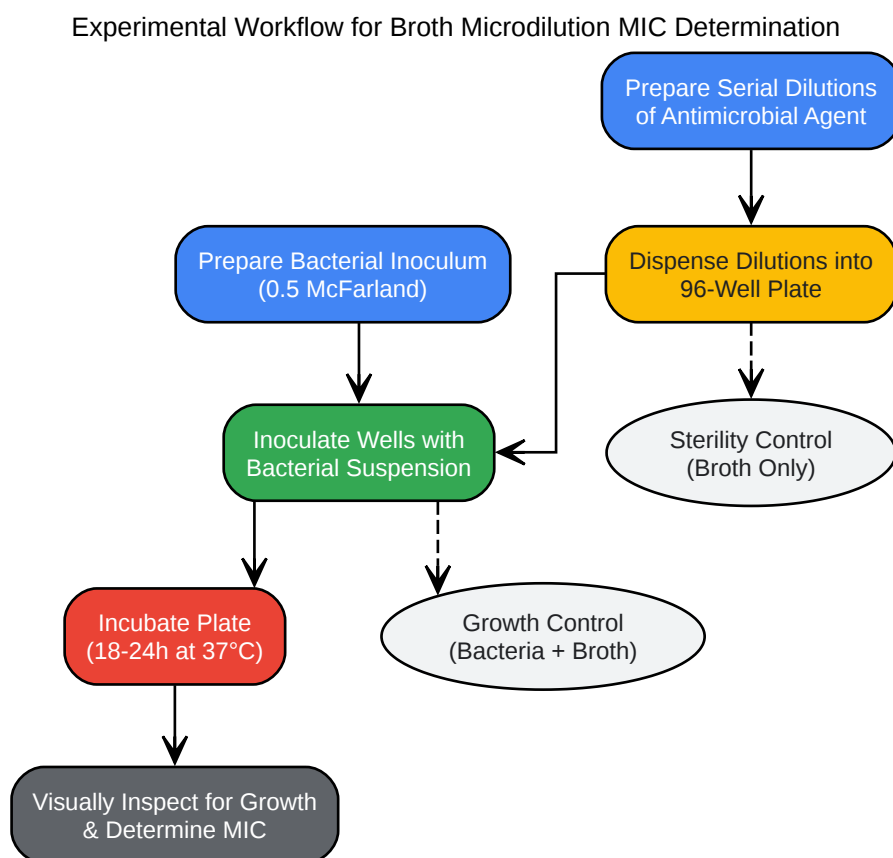 Experimental Workflow for Broth Microdilution MIC Determination
Prepare Serial Dilutions
of Antimicrobial Agent
Prepare Bacterial Inoculum
(0.5 McFarland)
Dispense Dilutions into
96-Well Plate
Inoculate Wells with
Bacterial Suspension
Sterility Control
(Broth Only)
Incubate Plate
(18-24h at 37°C)
Growth Control
(Bacteria + Broth)
Visually Inspect for Growth
& Determine MIC